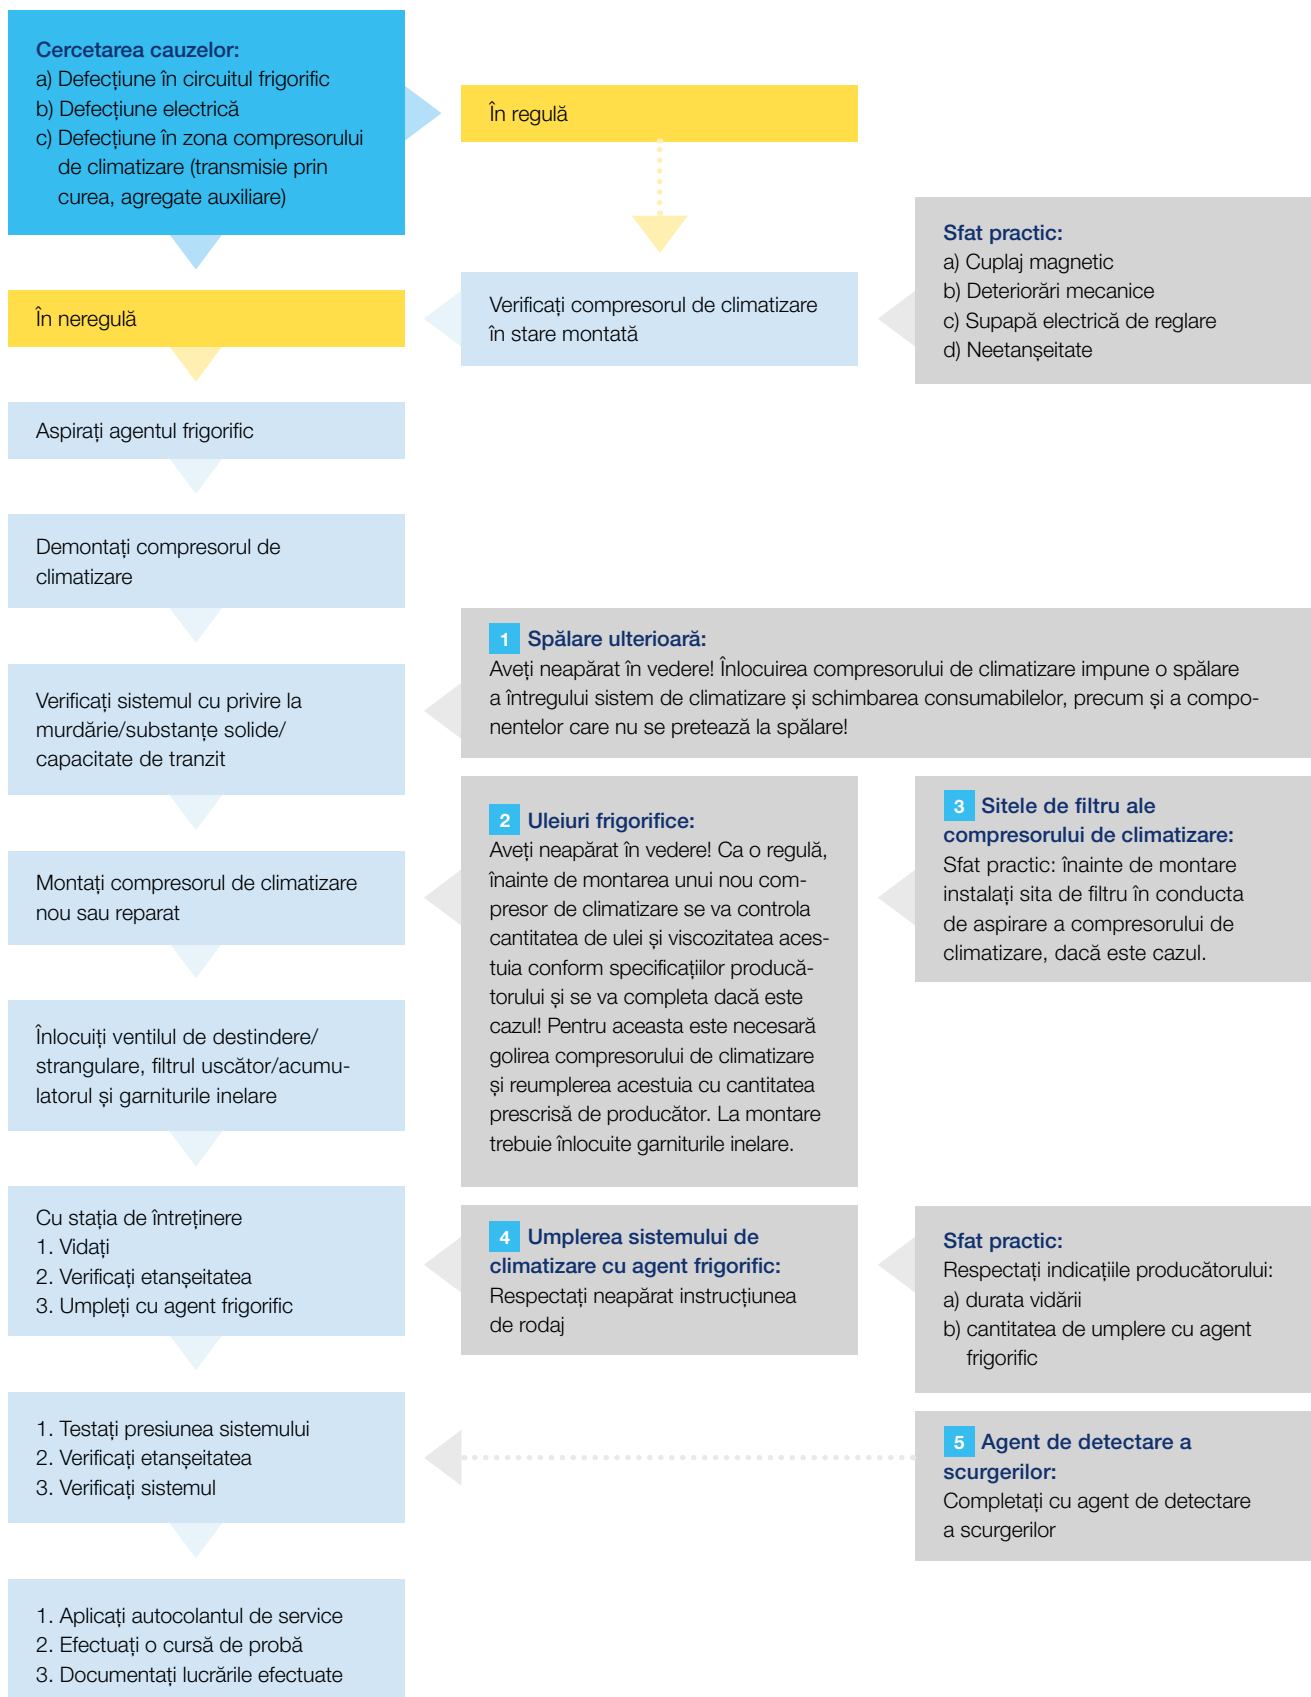 Cercetarea cauzelor:
a) Defecțiune în circuitul frigorific
b) Defecțiune electrică
c) Defecțiune în zona compresorului
de climatizare (transmisie prin
curea, agregate auxiliare)
În regulă
Sfat practic:
a) Cuplaj magnetic
b) Deteriorări mecanice
c) Supapă electrică de reglare
d) Neetanșeitate
Verificați compresorul de climatizare
în stare montată
În neregulă
Aspirați agentul frigorific
Demontați compresorul de
climatizare
1 Spălare ulterioară:
Aveți neapărat în vedere! Înlocuirea compresorului de climatizare impune o spălare
a întregului sistem de climatizare și schimbarea consumabilelor, precum și a compo-
nentelor care nu se pretează la spălare!
Verificați sistemul cu privire la
murdărie/substanțe solide/
capacitate de tranzit
2 Uleiuri frigorifice:
Aveți neapărat în vedere! Ca o regulă,
înainte de montarea unui nou com-
presor de climatizare se va controla
cantitatea de ulei și viscozitatea aces-
tuia conform specificațiilor producă-
torului și se va completa dacă este
cazul! Pentru aceasta este necesară
golirea compresorului de climatizare
și reumplerea acestuia cu cantitatea
prescrisă de producător. La montare
trebuie înlocuite garniturile inelare.
3 Sitele de filtru ale
compresorului de climatizare:
Sfat practic: înainte de montare
instalați sita de filtru în conducta
de aspirare a compresorului de
climatizare, dacă este cazul.
Montați compresorul de climatizare
nou sau reparat
Înlocuiți ventilul de destindere/
strangulare, filtrul uscător/acumu-
latorul și garniturile inelare
Cu stația de întreținere
1. Vidați
2. Verificați etanșeitatea
3. Umpleți cu agent frigorific
4 Umplerea sistemului de
climatizare cu agent frigorific:
Respectați neapărat instrucțiunea
de rodaj
Sfat practic:
Respectați indicațiile producătorului:
a) durata vidării
b) cantitatea de umplere cu agent
frigorific
1. Testați presiunea sistemului
2. Verificați etanșeitatea
3. Verificați sistemul
5 Agent de detectare a
scurgerilor:
Completați cu agent de detectare
a scurgerilor
1. Aplicați autocolantul de service
2. Efectuați o cursă de probă
3. Documentați lucrările efectuate